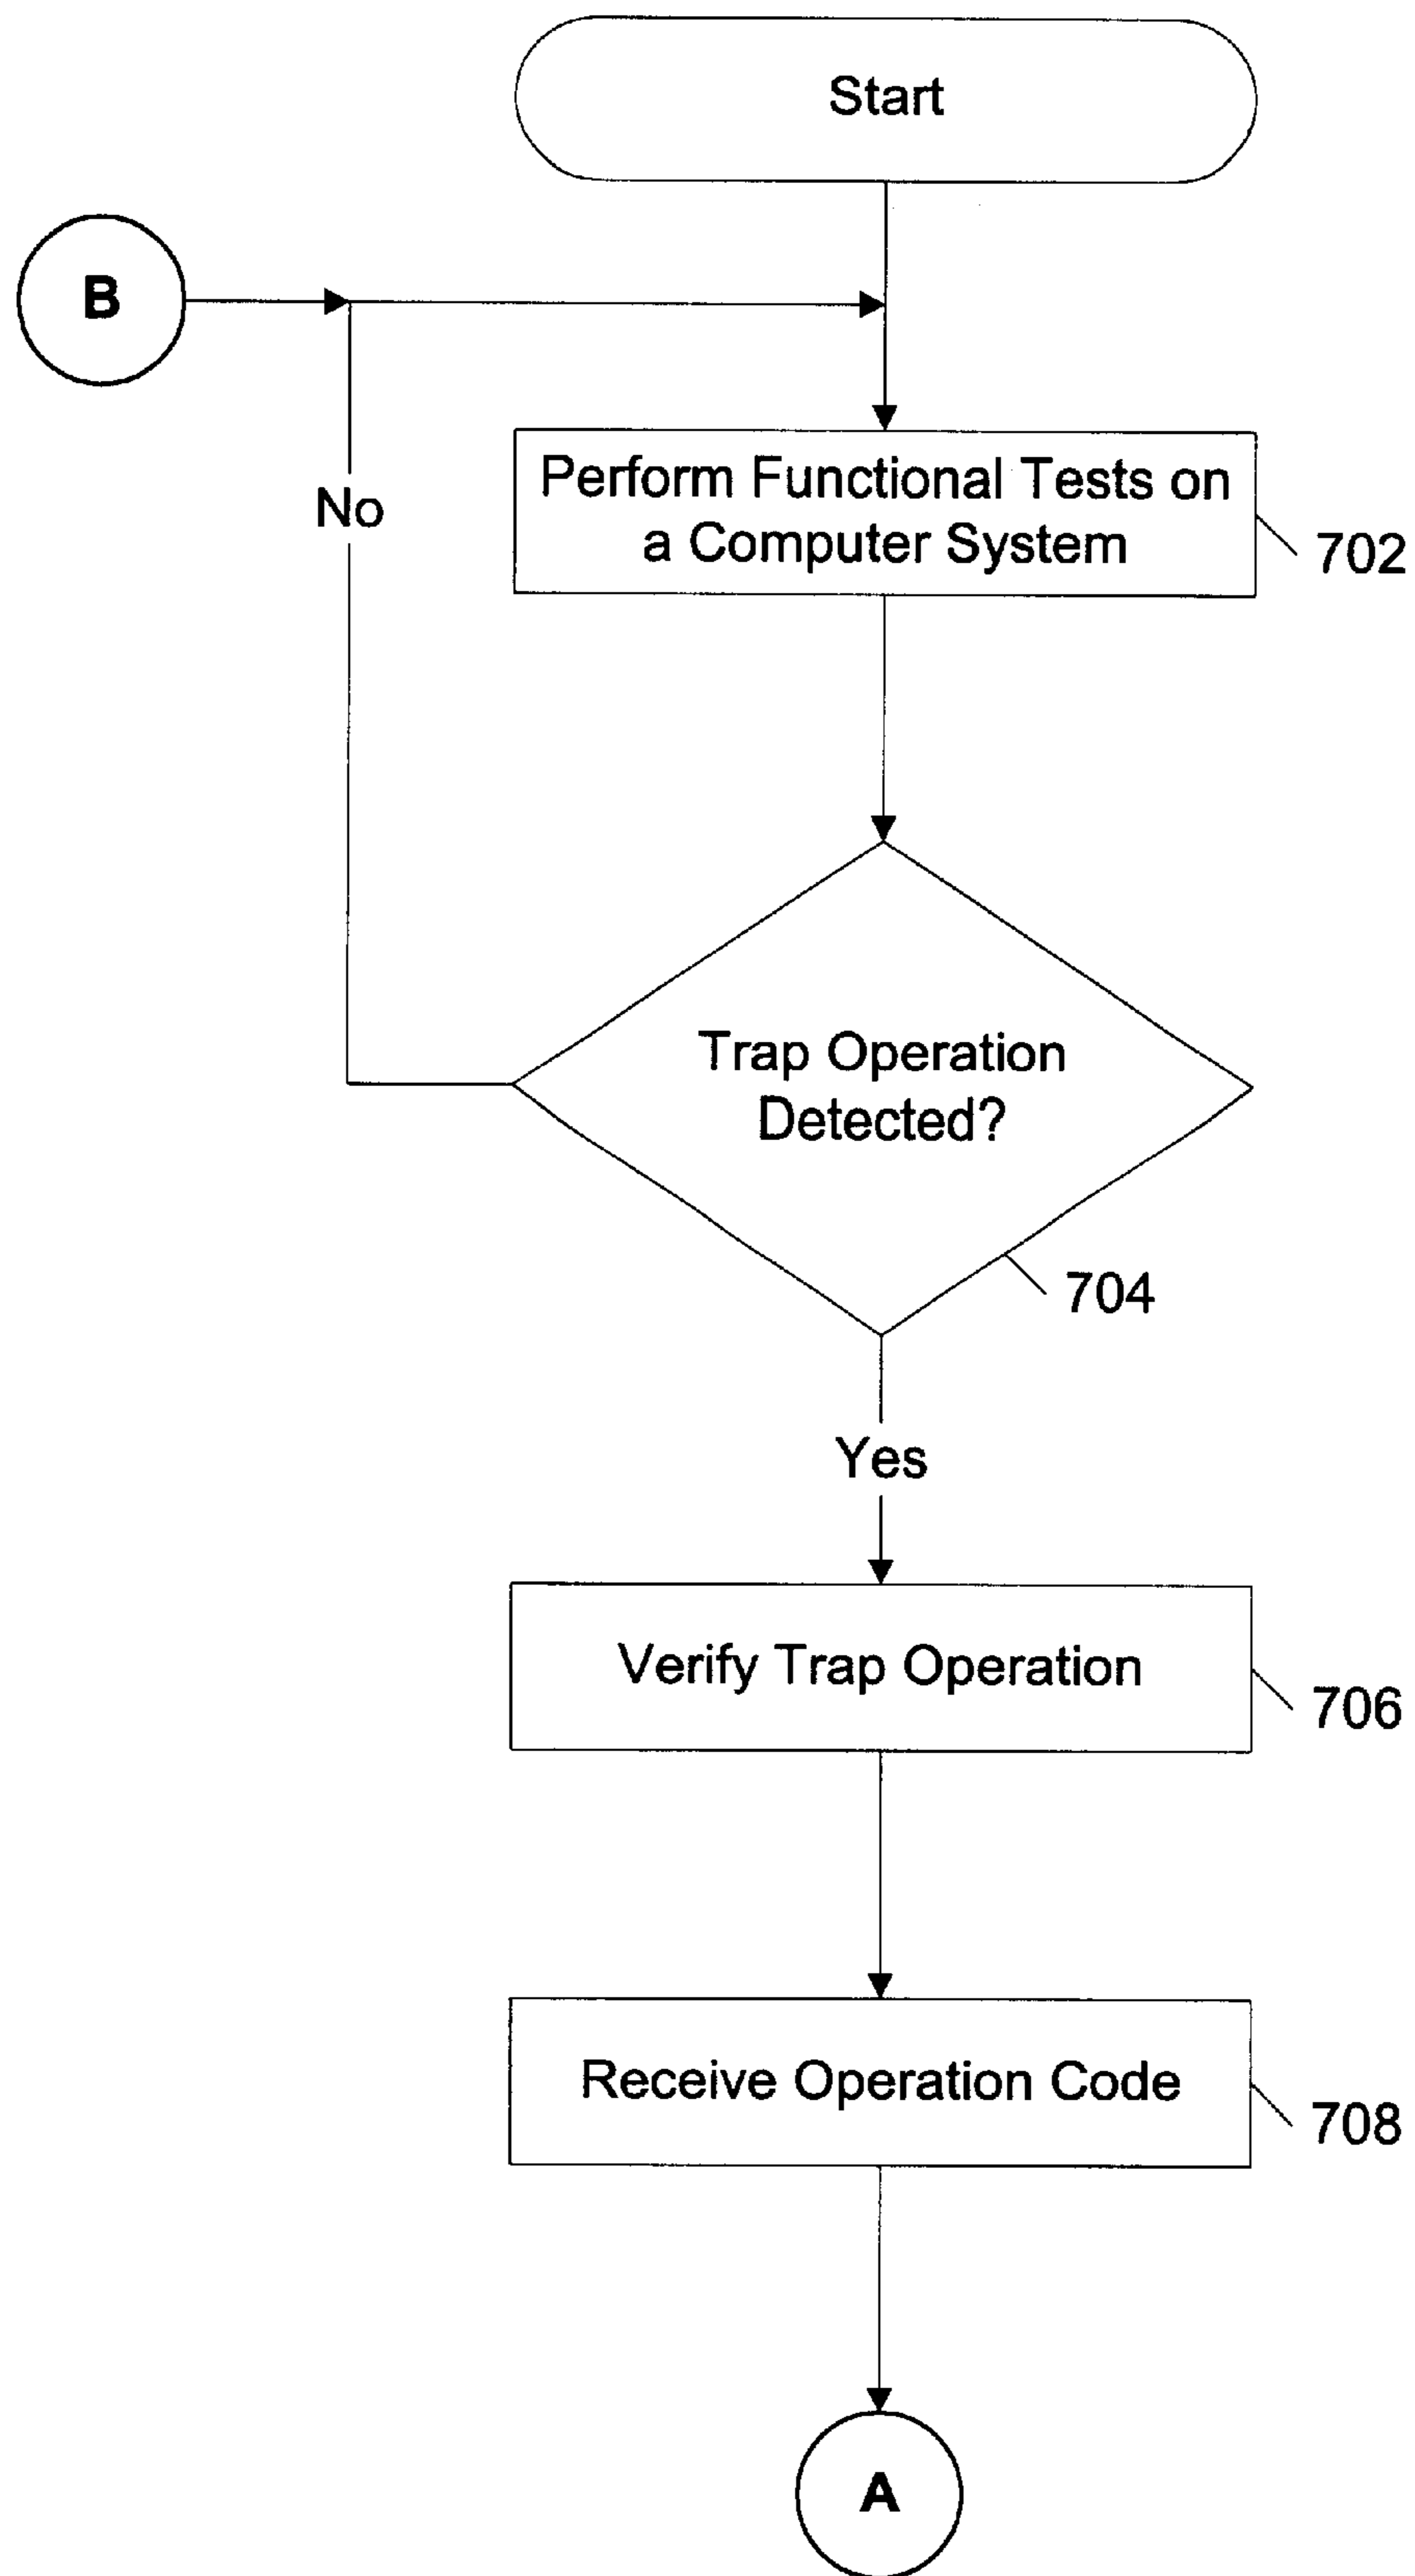 Start
B
No
Perform Functional Tests on
a Computer System
702
Trap Operation
Detected?
704
Yes
Verify Trap Operation
706
Receive Operation Code
708
A